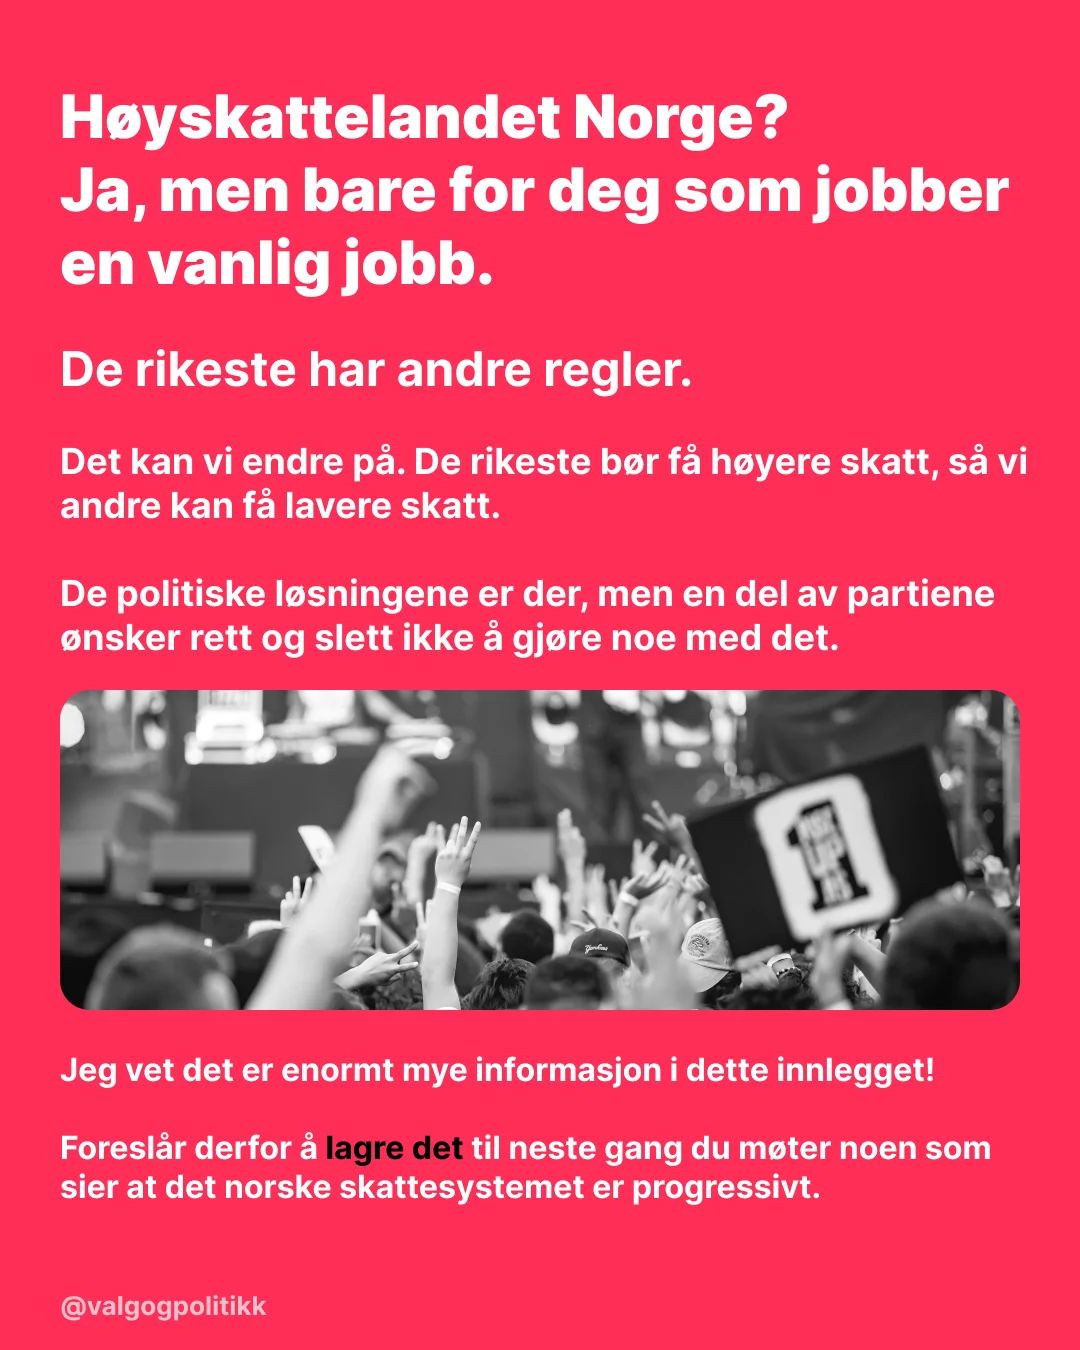 Høyskattelandet Norge?
Ja, men bare for deg som jobber
en vanlig jobb.
De rikeste har andre regler.
Det kan vi endre på. De rikeste bør få høyere skatt, så vi
andre kan få lavere skatt.
De politiske løsningene er der, men en del av partiene
ønsker rett og slett ikke å gjøre noe med det.
1
UP
Yankees
Jeg vet det er enormt mye informasjon i dette innlegget!
Foreslår derfor å lagre det til neste gang du møter noen som
sier at det norske skattesystemet er progressivt.
@valgogpolitikk